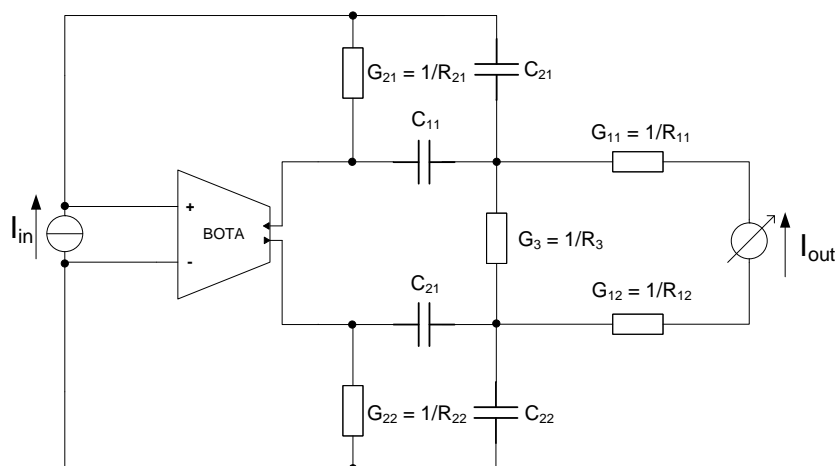 G21 = 1/R21
C21
C11
G11 = 1/R11
+
Iin
BOTA
-
G3 = 1/R3
Iout
C21
G12 = 1/R12
G22 = 1/R22
C22